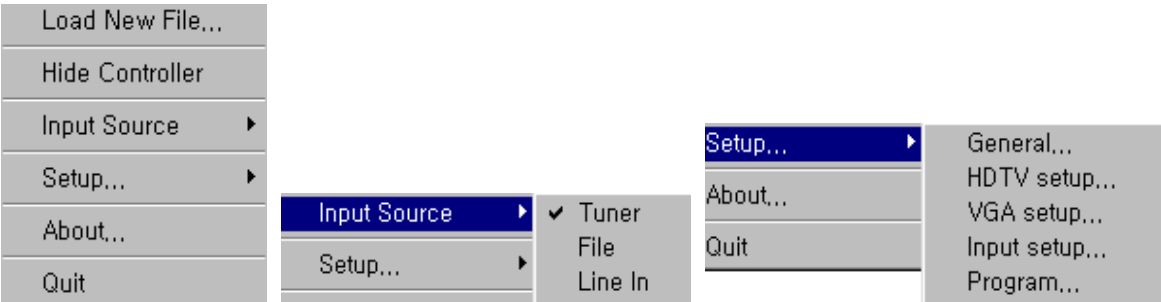 Load New File...
Hide Controller
Input Source
Setup...
About...
Quit
Input Source
Tuner
File
Setup...
Line In
Setup...
General...
HDTV setup...
About...
VGA setup...
Quit
Input setup...
Program...